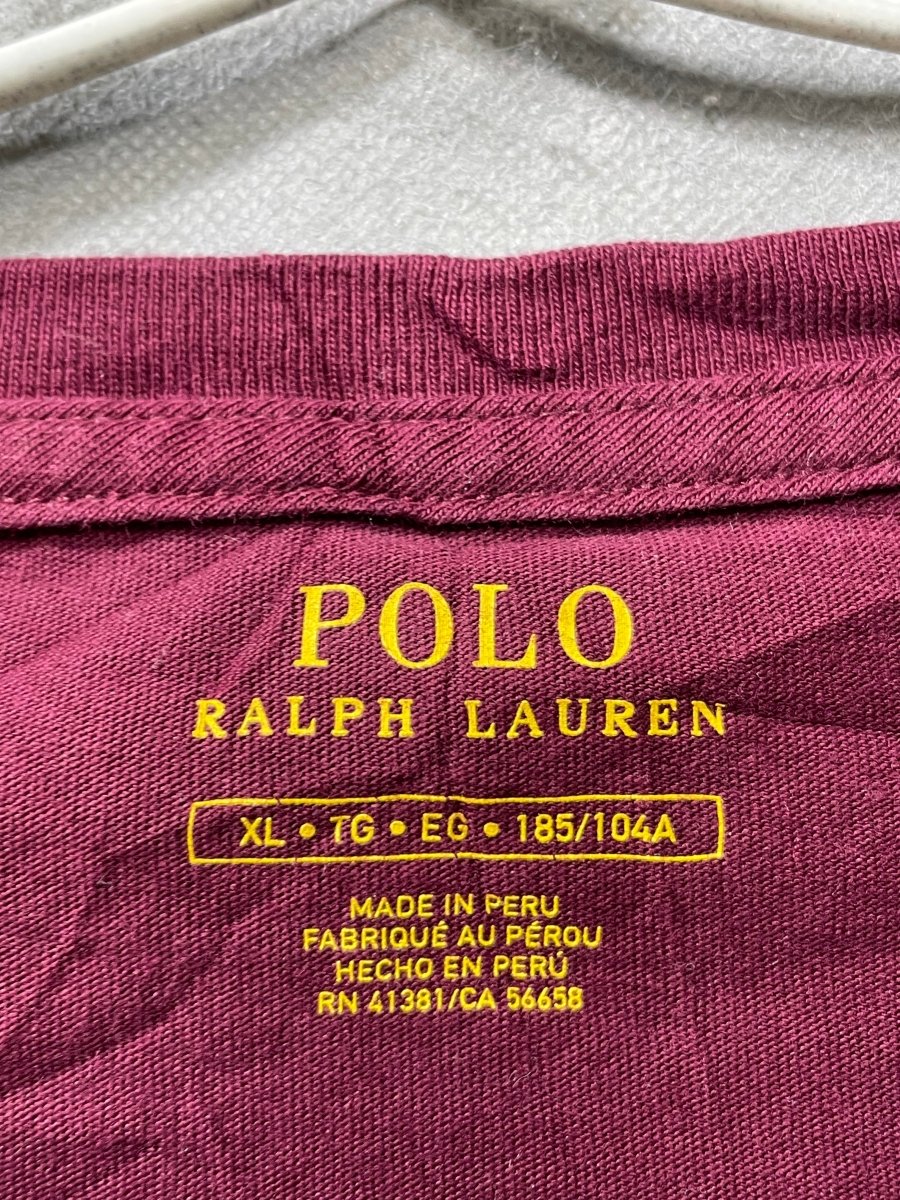 POLO
RALPH LAUREN
XL • TG • EG • 185/104A
MADE IN PERU
FABRIQUÉ AU PÉROU
HECHO EN PERÚ
RN 41381/CA 56658